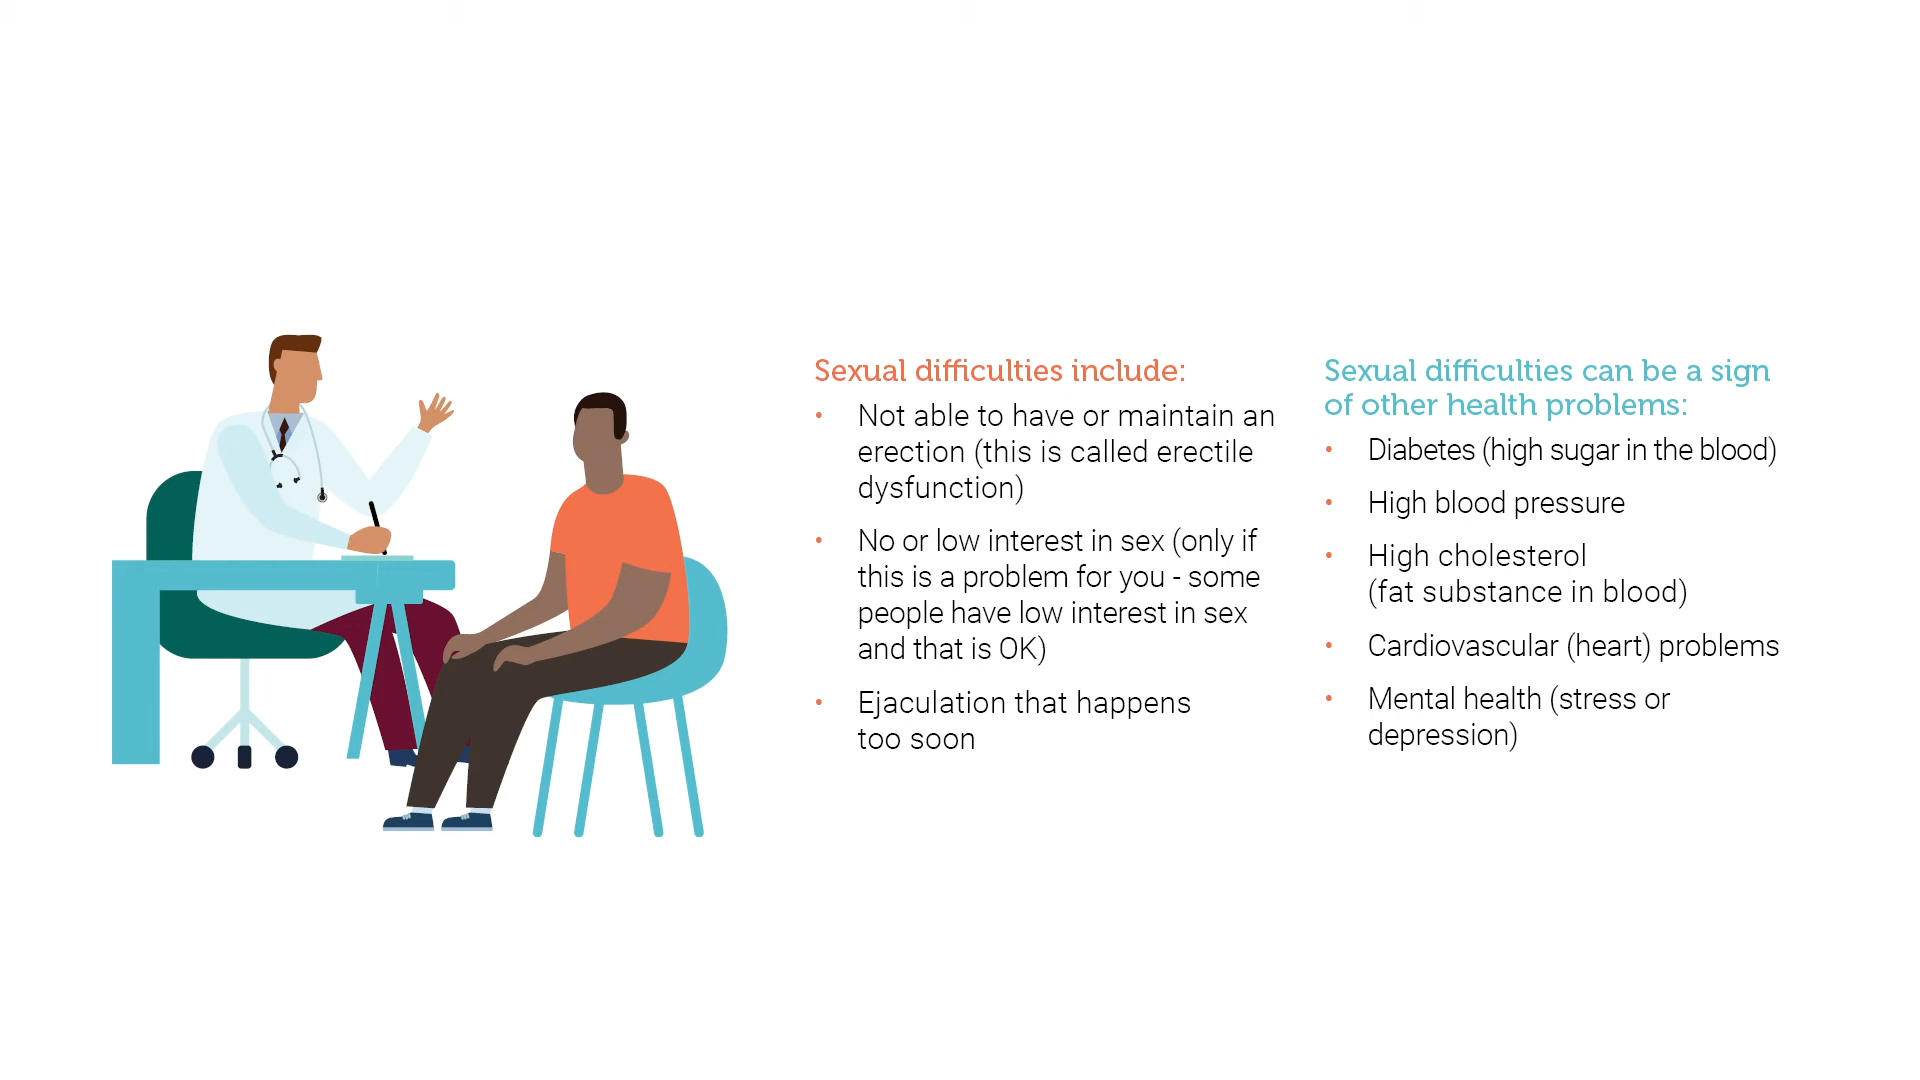 Sexual difficulties include:
• Not able to have or maintain an
erection (this is called erectile
dysfunction)
• No or low interest in sex (only if
this is a problem for you - some
people have low interest in sex
and that is OK)
• Ejaculation that happens
too soon
Sexual difficulties can be a sign
of other health problems:
• Diabetes (high sugar in the blood)
• High blood pressure
• High cholesterol
(fat substance in blood)
• Cardiovascular (heart) problems
• Mental health (stress or
depression)